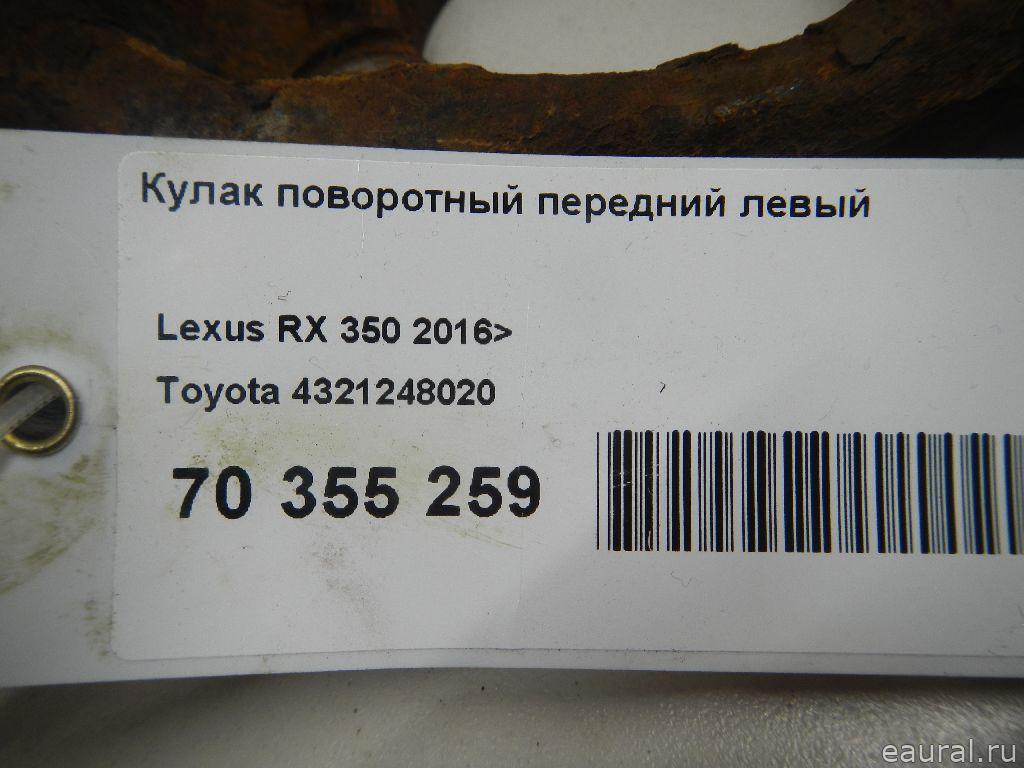 Кулак поворотный передний левый
Lexus RX 350 2016>
Toyota 4321248020
70 355 259
eaural.ru